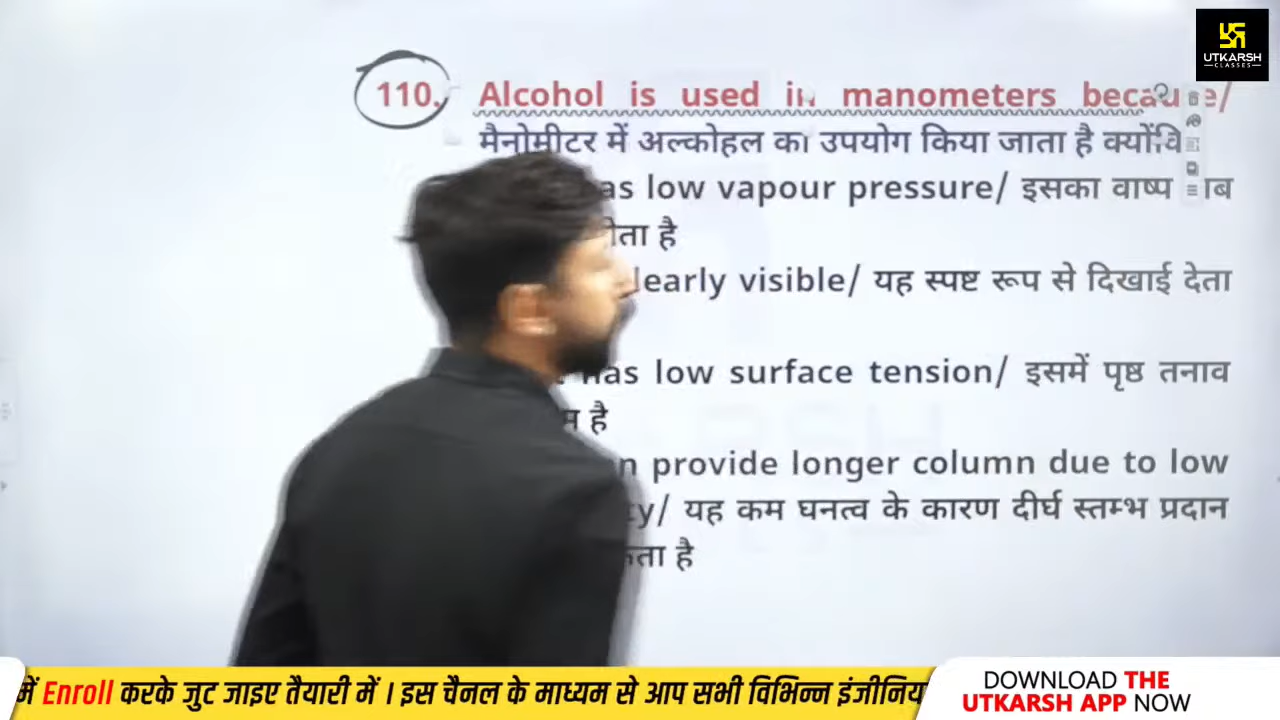 UTKARSH
CLASSES
110. Alcohol is used in manometers because/
मैनोमीटर में अल्कोहल का उपयोग किया जाता है
low vapour pressure/ इसका वाष्प
है
visible/ यह स्पष्ट रूप से दिखाई देता
has low surface tension/ इसमें पृष्ठ तनाव
है
provide longer column due to low
यह कम घनत्व के कारण दीर्घ स्तम्भ प्रदान
है
में Enroll करके जुट जाइए तैयारी में । इस चैनल के माध्यम से आप सभी विभिन्न
DOWNLOAD THE
UTKARSH APP NOW